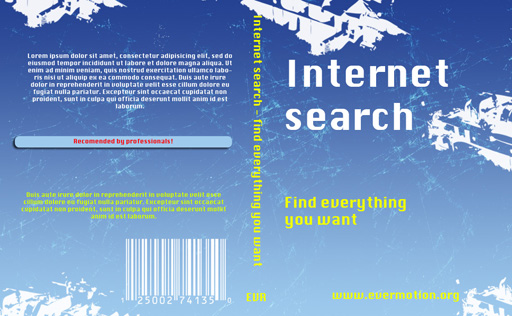 Lorem ipsum dolor sit amet, consectetur adipisicing elit, sed do
eiusmod tempor incididunt ut labore et dolore magna aliqua. Ut
enim ad minim veniam, quis nostrud exercitation ullamco labo-
ris nisi ut aliquip ex ea commodo consequat. Duis aute irure
dolor in reprehenderit in voluptate velit esse cillum dolore eu
fugiat nulla pariatur. Excepteur sint occaecat cupidatat non
proident, sunt in culpa qui officia deserunt mollit anim id est
laborum.
Recomended by professionals!
Duis aute irure dolor in reprehenderit in voluptate velit esse
cillum dolore eu fugiat nulla pariatur. Excepteur sint occaecat
cupidatat non proident, sunt in culpa qui officia deserunt mollit
anim id est laborum.
1 25002 74135 0
Internet search - find everything you want
EVR
Internet
search
Find everything
you want
www.evermotion.org